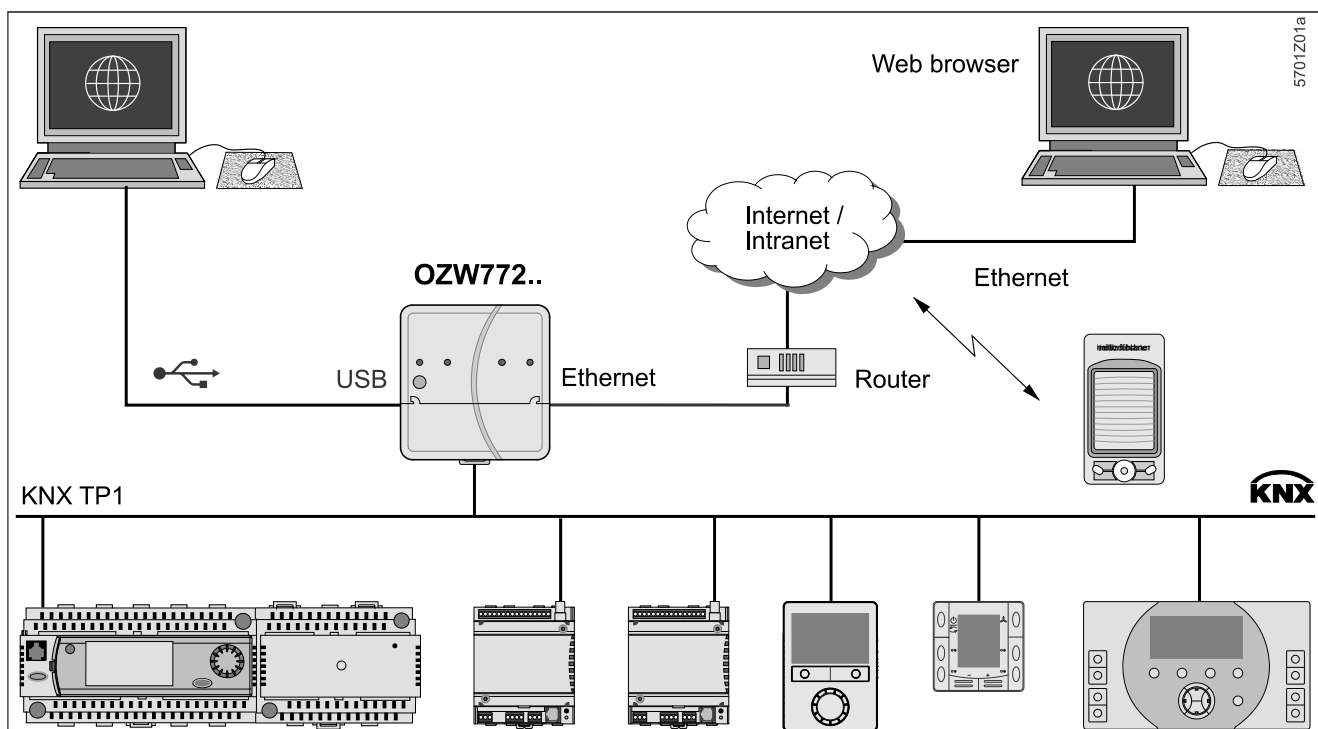 5701Z01a
Web browser
Internet /
Intranet
Ethernet
OZW772..
USB
Ethernet
Router
KNX TP1
KNX